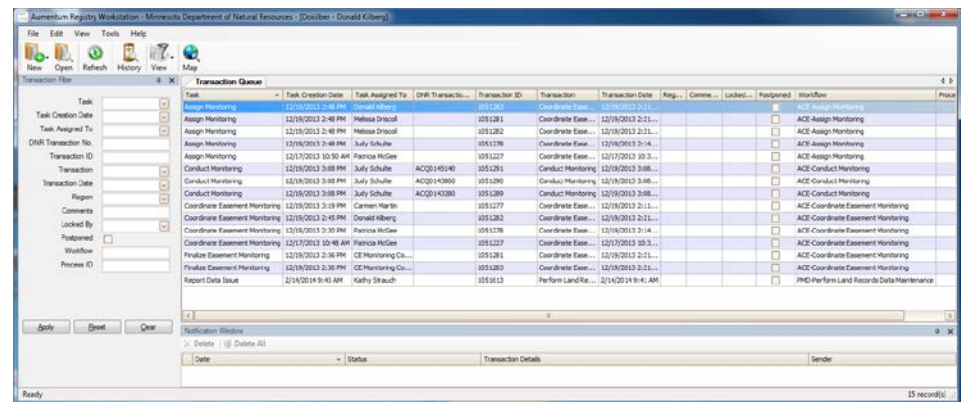 Aumentum Registry Workstation - Minnesota Department of Natural Resources - [Doxilber - Donald Kilberg]
File Edit View Tools Help
New Open Refresh History View Map
Transaction Filter
Transaction Queue
Task
Task Creation Date
Task Assigned To
DNR Transaction No.
Transaction ID
Transaction
Transaction Date
Region
Comments
Locked By
Postponed
Workflow
Process ID
Apply Reset Clear
Task Task Creation Date Task Assigned To DNR Transactio... Transaction ID Transaction Transaction Date Reg... Comme... Locked... Postponed Workflow Proce
Assign Monitoring 12/19/2013 2:48 PM Donald Kilberg 1051283 Coordinate Ease... 12/19/2013 2:21... ACE-Assign Monitoring
Assign Monitoring 12/19/2013 2:48 PM Melissa Driscoll 1051281 Coordinate Ease... 12/19/2013 2:21... ACE-Assign Monitoring
Assign Monitoring 12/19/2013 2:48 PM Melissa Driscoll 1051282 Coordinate Ease... 12/19/2013 2:21... ACE-Assign Monitoring
Assign Monitoring 12/19/2013 2:48 PM Judy Schulte 1051278 Coordinate Ease... 12/19/2013 2:14... ACE-Assign Monitoring
Assign Monitoring 12/17/2013 10:50 AM Patricia McGee 1051227 Coordinate Ease... 12/17/2013 10:3... ACE-Assign Monitoring
Conduct Monitoring 12/19/2013 3:08 PM Judy Schulte ACQ0145140 1051291 Conduct Monitoring 12/19/2013 3:08... ACE-Conduct Monitoring
Conduct Monitoring 12/19/2013 3:08 PM Judy Schulte ACQ0143800 1051290 Conduct Monitoring 12/19/2013 3:08... ACE-Conduct Monitoring
Conduct Monitoring 12/19/2013 3:08 PM Judy Schulte ACQ0143380 1051289 Conduct Monitoring 12/19/2013 3:08... ACE-Conduct Monitoring
Coordinate Easement Monitoring 12/19/2013 3:19 PM Carmen Martin 1051277 Coordinate Ease... 12/19/2013 2:11... ACE-Coordinate Easement Monitoring
Coordinate Easement Monitoring 12/19/2013 2:45 PM Donald Kilberg 1051282 Coordinate Ease... 12/19/2013 2:21... ACE-Coordinate Easement Monitoring
Coordinate Easement Monitoring 12/19/2013 2:20 PM Patricia McGee 1051278 Coordinate Ease... 12/19/2013 2:14... ACE-Coordinate Easement Monitoring
Coordinate Easement Monitoring 12/17/2013 10:48 AM Patricia McGee 1051227 Coordinate Ease... 12/17/2013 10:3... ACE-Coordinate Easement Monitoring
Finalize Easement Monitoring 12/19/2013 2:56 PM CE Monitoring Co... 1051281 Coordinate Ease... 12/19/2013 2:21... ACE-Coordinate Easement Monitoring
Finalize Easement Monitoring 12/19/2013 2:56 PM CE Monitoring Co... 1051283 Coordinate Ease... 12/19/2013 2:21... ACE-Coordinate Easement Monitoring
Report Data Issue 2/14/2014 9:43 AM Kathy Strauch 1051613 Perform Land Re... 2/14/2014 9:41 AM PMD-Perform Land Records Data Maintenance
Notification Window
Delete Delete All
Date Status Transaction Details Sender
Ready 15 record(s)